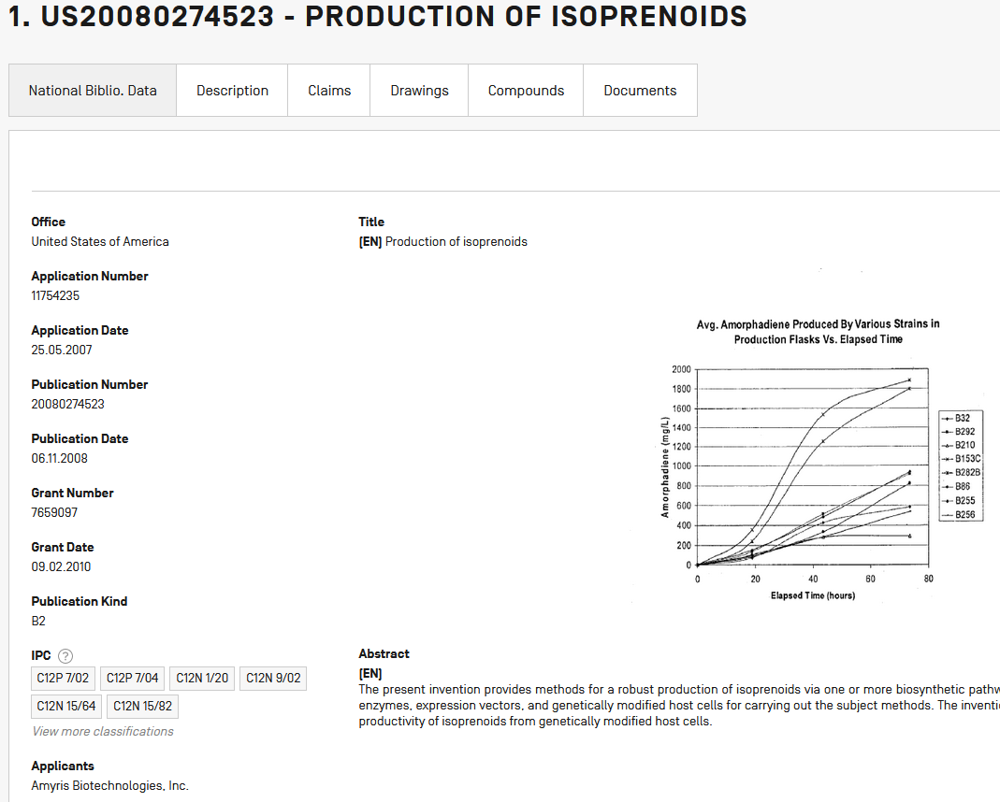 1. US20080274523 - PRODUCTION OF ISOPRENOIDS
National Biblio. Data
Description
Claims
Drawings
Compounds
Documents
Office
United States of America
Application Number
11754235
Application Date
25.05.2007
Publication Number
20080274523
Publication Date
06.11.2008
Grant Number
7659097
Grant Date
09.02.2010
Publication Kind
B2
IPC ?
C12P 7/02 C12P 7/04 C12N 1/20 C12N 9/02
C12N 15/64 C12N 15/82
View more classifications
Applicants
Amyris Biotechnologies, Inc.
Title
[EN] Production of isoprenoids
Avg. Amorphadiene Produced By Various Strains in
Production Flasks Vs. Elapsed Time
Amorphadiene (mg/L)
2000
1800
1600
1400
1200
1000
800
600
400
200
0
0 20 40 60 80
Elapsed Time (hours)
B32
B292
B210
B153C
B282B
B86
B255
B256
Abstract
[EN]
The present invention provides methods for a robust production of isoprenoids via one or more biosynthetic pathw
enzymes, expression vectors, and genetically modified host cells for carrying out the subject methods. The inventi
productivity of isoprenoids from genetically modified host cells.